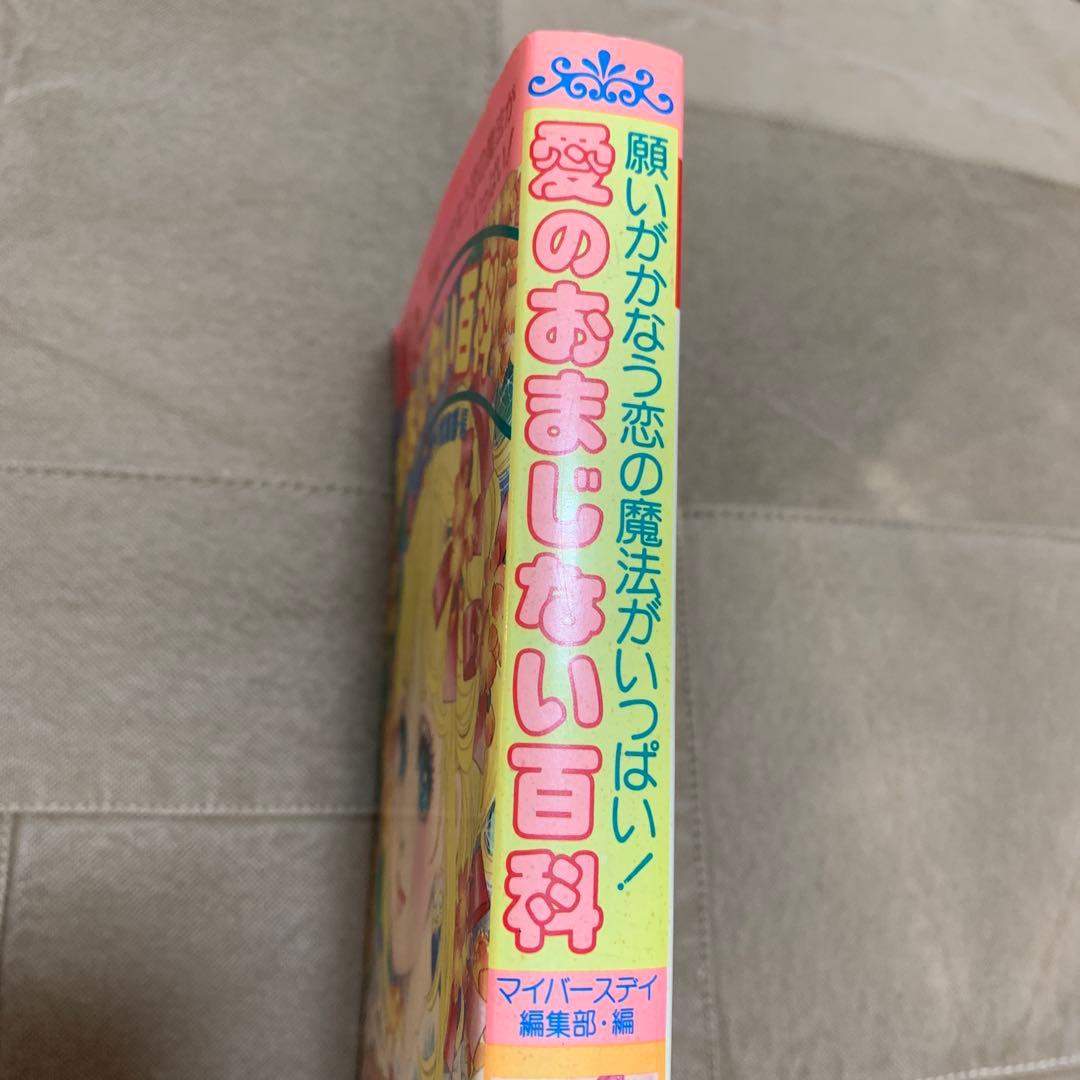 願いがかなう恋の魔法がいっぱい!
愛のおまじない百科
マイバースデイ
編集部・編